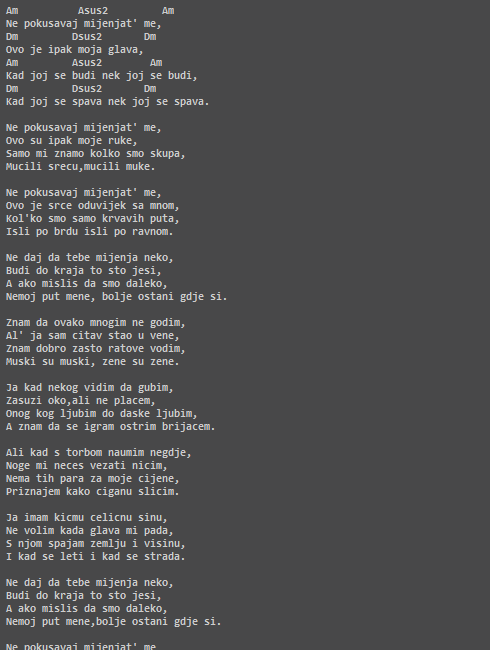 Am          Asus2         Am
Ne pokusavaj mijenjat' me,
Dm         Dsus2       Dm
Ovo je ipak moja glava,
Am         Asus2        Am
Kad joj se budi nek joj se budi,
Dm         Dsus2       Dm
Kad joj se spava nek joj se spava.

Ne pokusavaj mijenjat' me,
Ovo su ipak moje ruke,
Samo mi znamo kolko smo skupa,
Mucili srecu,mucili muke.

Ne pokusavaj mijenjat' me,
Ovo je srce oduvijek sa mnom,
Kol'ko smo samo krvavih puta,
Isli po brdu isli po ravnom.

Ne daj da tebe mijenja neko,
Budi do kraja to sto jesi,
A ako mislis da smo daleko,
Nemoj put mene, bolje ostani gdje si.

Znam da ovako mnogim ne godim,
Al' ja sam citav stao u vene,
Znam dobro zasto ratove vodim,
Muski su muski, zene su zene.

Ja kad nekog vidim da gubim,
Zasuzi oko,ali ne placem,
Onog kog ljubim do daske ljubim,
A znam da se igram ostrim brijacem.

Ali kad s torbom naumim negdje,
Noge mi neces vezati nicim,
Nema tih para za moje cijene,
Priznajem kako ciganu slicim.

Ja imam kicmu celicnu sinu,
Ne volim kada glava mi pada,
S njom spajam zemlju i visinu,
I kad se leti i kad se strada.

Ne daj da tebe mijenja neko,
Budi do kraja to sto jesi,
A ako mislis da smo daleko,
Nemoj put mene,bolje ostani gdje si.

Ne pokusavaj mijenjat' me